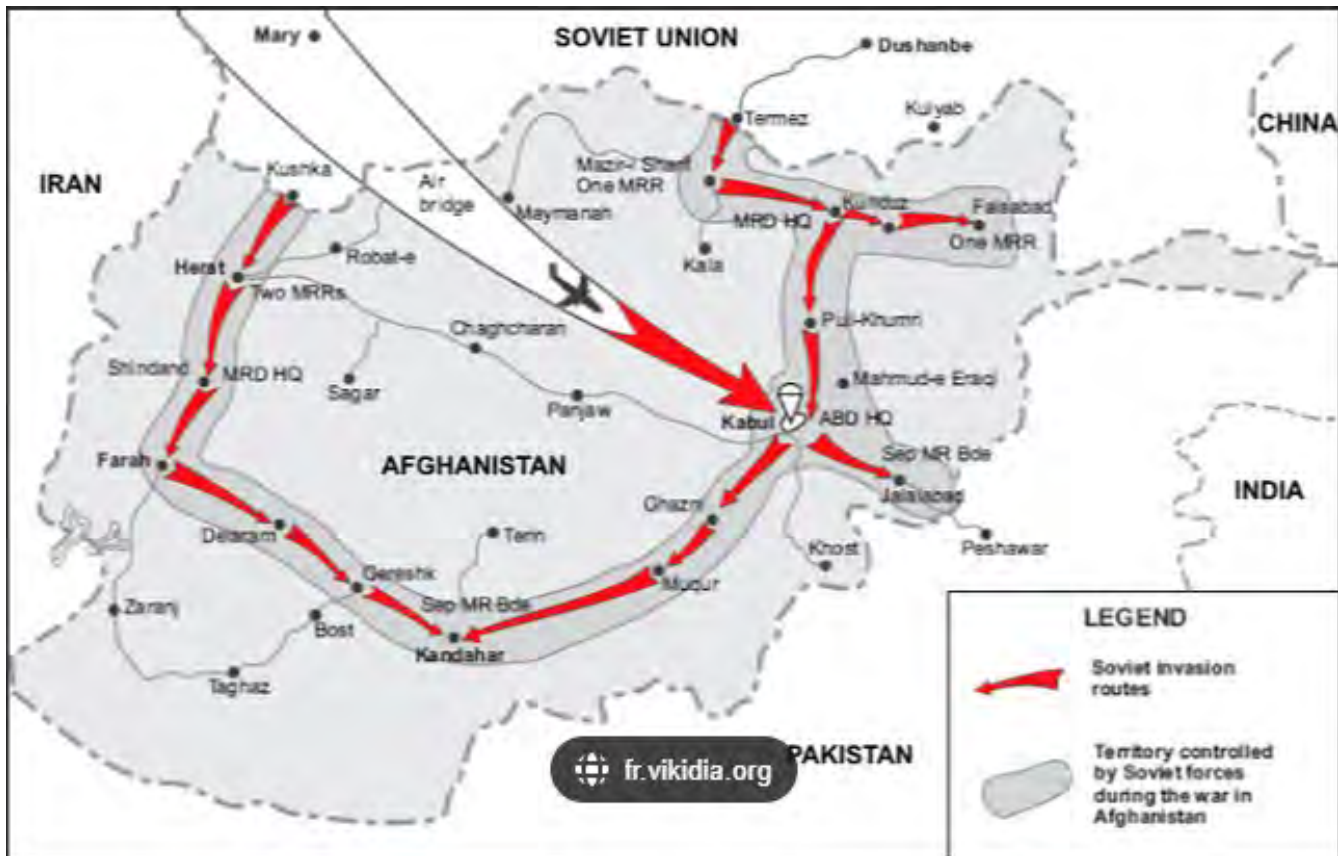 Mary
SOVIET UNION
Dushanbe
Termez
Kulyab
CHINA
IRAN
Kushka
Air
bridge
Mazir-i Sharif
One MRR
Maymanah
MRD HQ
Kunduz
Faisabad
One MRR
Herat
Robat-e
Two MRRs
Kala
Chaghcharan
Puli-Khumri
Shindand
MRD HQ
Sagar
Panjaw
Mahmud-e Eraqi
Kabul
ABD HQ
Farah
AFGHANISTAN
Sep MR Bde
Jalalabad
INDIA
Ghazni
Delaram
Terin
Khost
Peshawar
Muqur
Gereshk
Sep MR Bde
Zaranj
Bost
Kandahar
Taghaz
LEGEND
Soviet invasion
routes
PAKISTAN
fr.vikidia.org
Territory controlled
by Soviet forces
during the war in
Afghanistan